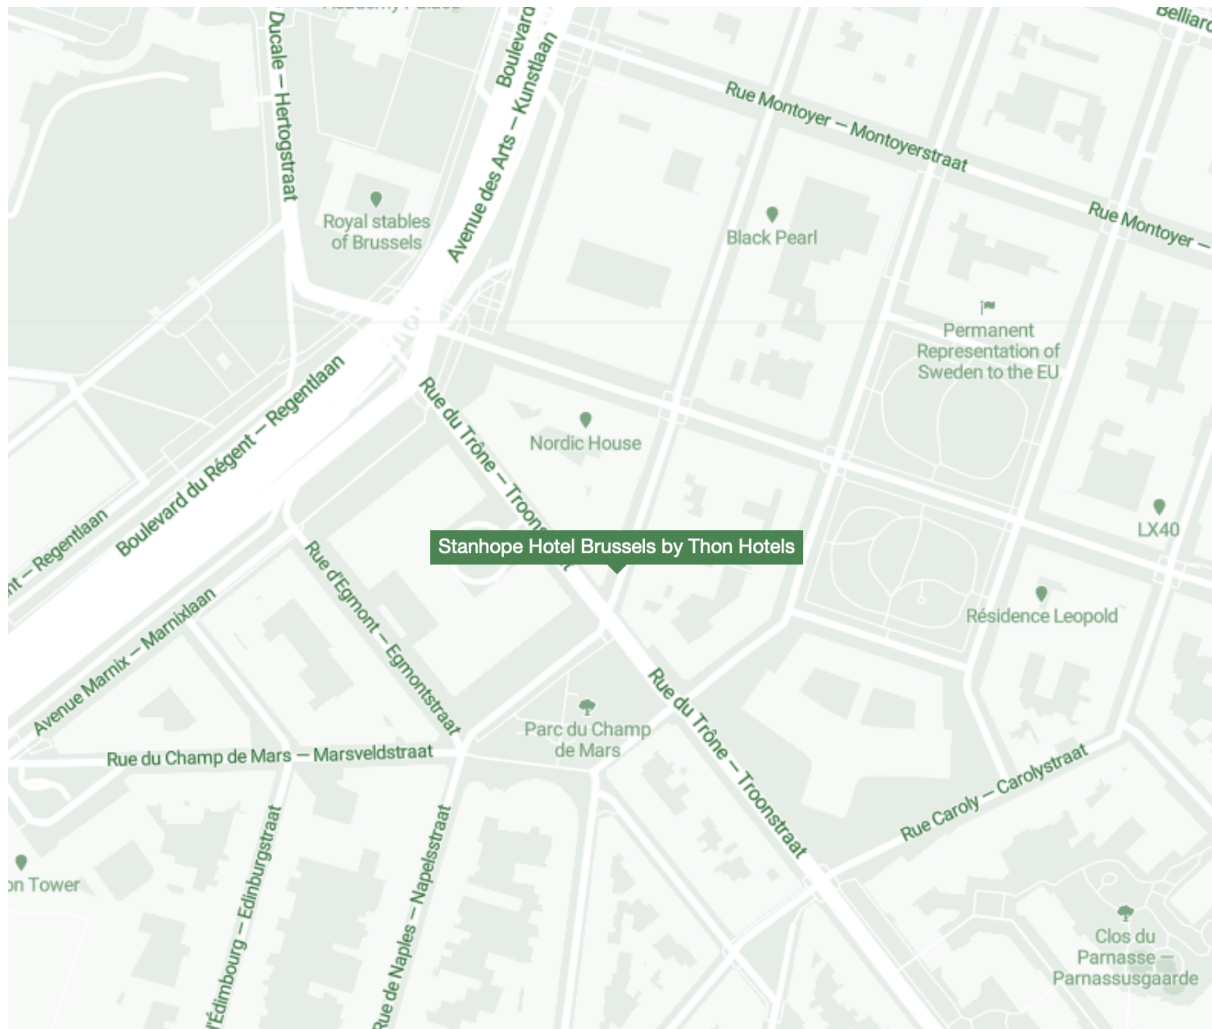 Ducale — Hertogstraat
Boulevard
Avenue des Arts — Kunstlaan
Belliard
Rue Montoyer — Montoyerstraat
Rue Montoyer —
Royal stables
of Brussels
Black Pearl
Permanent
Representation of
Sweden to the EU
Boulevard du Régent — Regentlaan
nt — Regentlaan
Rue du Trône —
Nordic House
LX40
Stanhope Hotel Brussels by Thon Hotels
Rue d'Egmont — Egmontstraat
Avenue Marnix — Marnixlaan
Résidence Leopold
Rue du Trône — Troonstraat
Parc du Champ
de Mars
Rue du Champ de Mars — Marsveldstraat
Rue Caroly — Carolystraat
on Tower
d'Édimbourg — Edinburgstraat
Rue de Naples — Napelsstraat
Clos du
Parnasse —
Parnassusgaarde